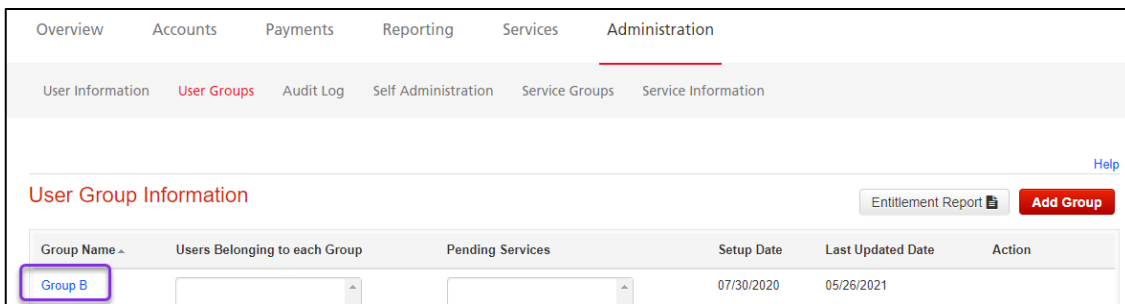 Overview Accounts Payments Reporting Services Administration
User Information User Groups Audit Log Self Administration Service Groups Service Information
Help
User Group Information Entitlement Report Add Group
Group Name Users Belonging to each Group Pending Services Setup Date Last Updated Date Action
Group B 07/30/2020 05/26/2021